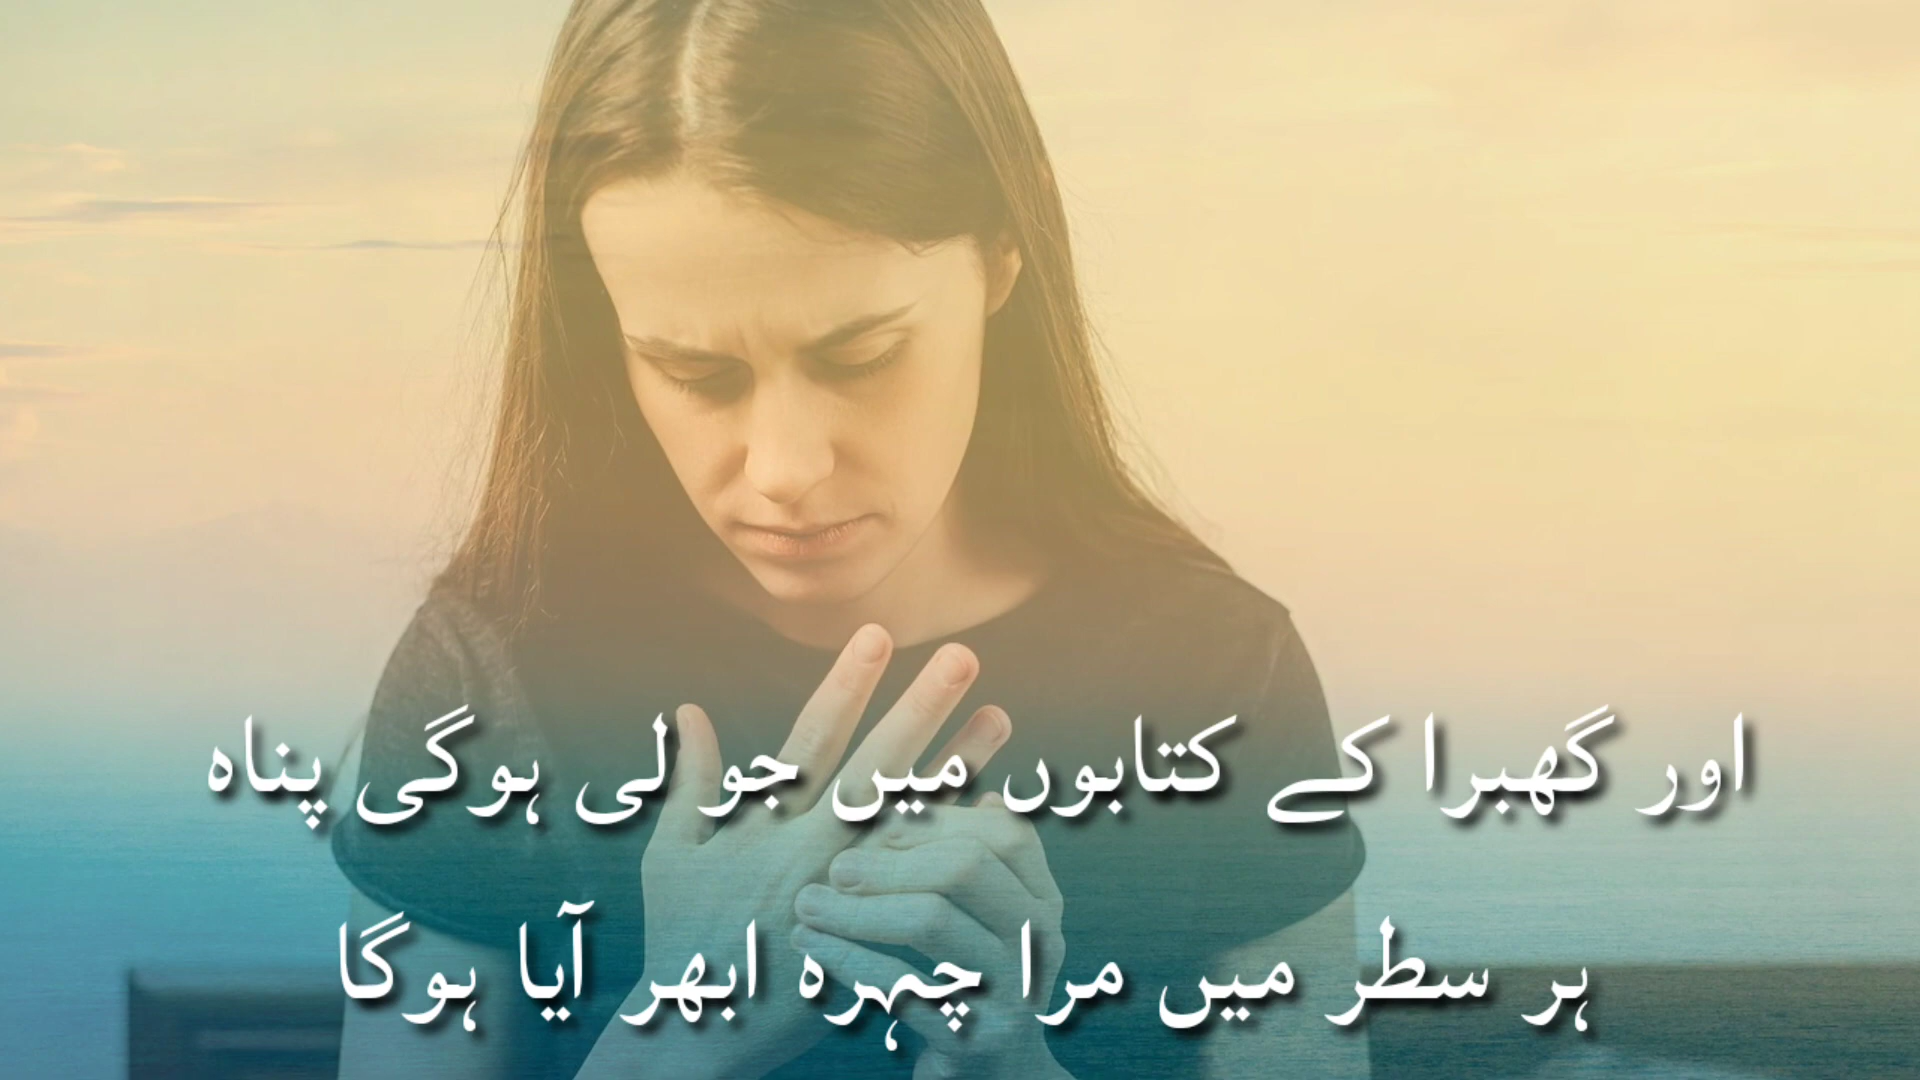 اور گھبرا کے کتابوں میں جو لی ہوگی پناہ
ہر سطر میں مرا چہرہ ابھر آیا ہوگا